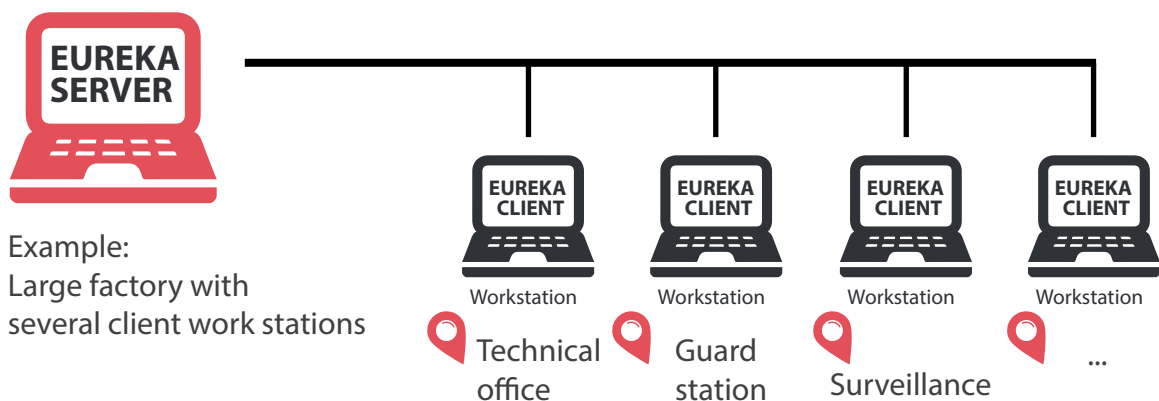 EUREKA
SERVER
EUREKA
CLIENT
EUREKA
CLIENT
EUREKA
CLIENT
EUREKA
CLIENT
Example:
Large factory with
several client work stations
Workstation
Workstation
Workstation
Workstation
Technical
office
Guard
station
Surveillance
...